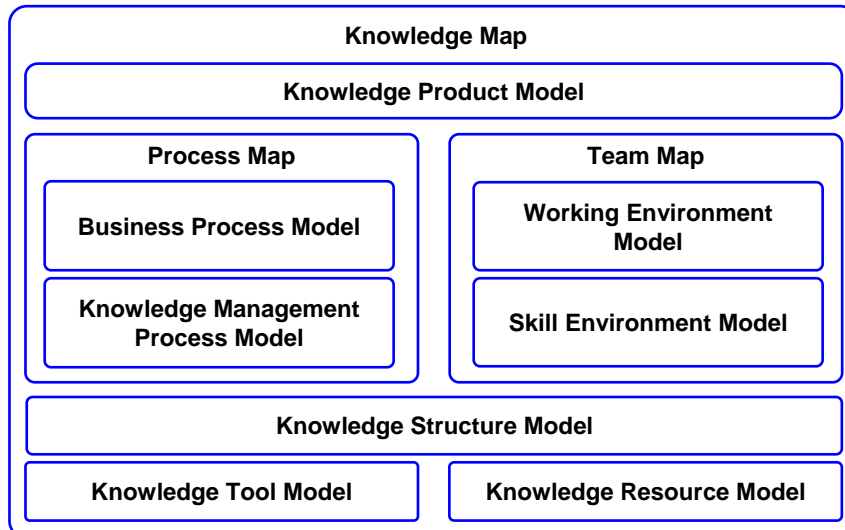 Knowledge Map
Knowledge Product Model
Process Map
Business Process Model
Knowledge Management
Process Model
Team Map
Working Environment
Model
Skill Environment Model
Knowledge Structure Model
Knowledge Tool Model
Knowledge Resource Model